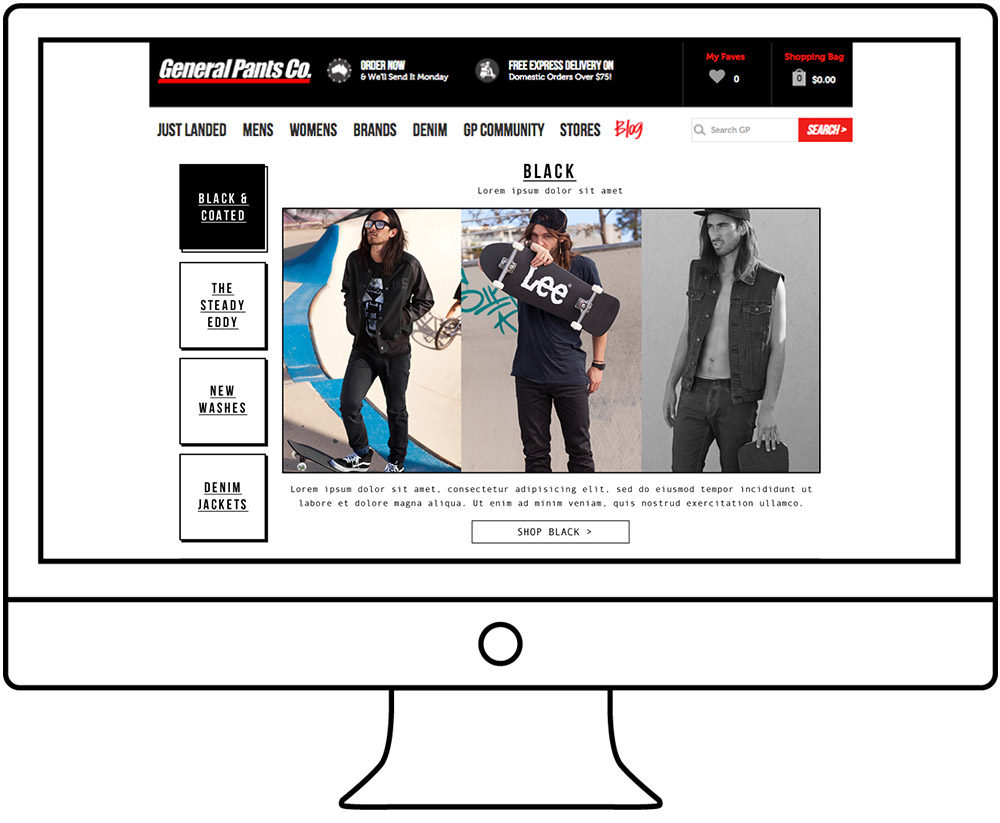 General Pants Co.
ORDER NOW
& We'll Send It Monday
FREE EXPRESS DELIVERY ON
Domestic Orders Over $75!
My Faves
0
Shopping Bag
0 $0.00
JUST LANDED MENS WOMENS BRANDS DENIM GP COMMUNITY STORES Blog
Search GP
SEARCH >
BLACK &
COATED
THE
STEADY
EDDY
NEW
WASHES
DENIM
JACKETS
BLACK
Lorem ipsum dolor sit amet
Lee
Lorem ipsum dolor sit amet, consectetur adipisicing elit, sed do eiusmod tempor incididunt ut
labore et dolore magna aliqua. Ut enim ad minim veniam, quis nostrud exercitation ullamco.
SHOP BLACK >